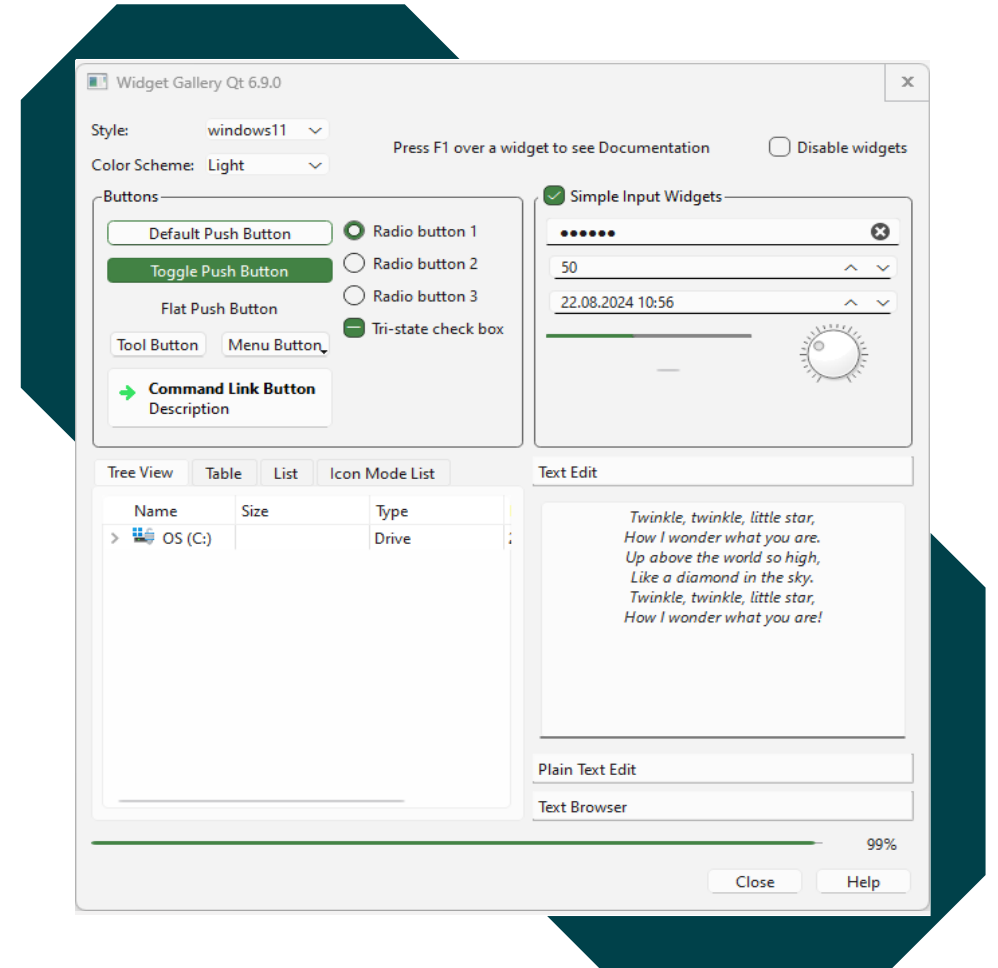 Widget Gallery Qt 6.9.0
Style:
windows11
Color Scheme:
Light
Press F1 over a widget to see Documentation
Disable widgets
Buttons
Default Push Button
Toggle Push Button
Flat Push Button
Tool Button
Menu Button
Command Link Button
Description
Radio button 1
Radio button 2
Radio button 3
Tri-state check box
Simple Input Widgets
••••••
50
22.08.2024 10:56
Tree View
Table
List
Icon Mode List
Name
Size
Type
OS (C:)
Drive
Text Edit
Twinkle, twinkle, little star,
How I wonder what you are.
Up above the world so high,
Like a diamond in the sky.
Twinkle, twinkle, little star,
How I wonder what you are!
Plain Text Edit
Text Browser
99%
Close
Help